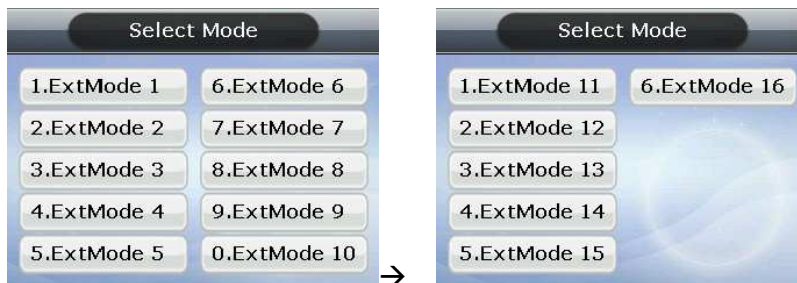 Select Mode
1.ExtMode 1
2.ExtMode 2
3.ExtMode 3
4.ExtMode 4
5.ExtMode 5
6.ExtMode 6
7.ExtMode 7
8.ExtMode 8
9.ExtMode 9
0.ExtMode 10
→
Select Mode
1.ExtMode 11
2.ExtMode 12
3.ExtMode 13
4.ExtMode 14
5.ExtMode 15
6.ExtMode 16